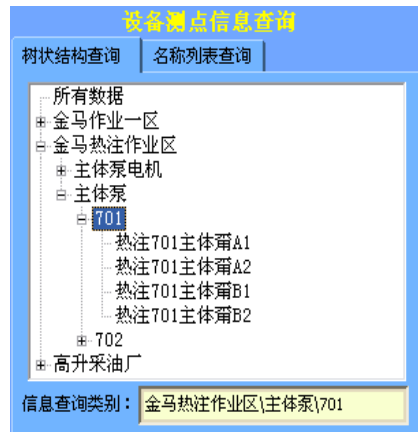 设备测点信息查询
树状结构查询 名称列表查询
所有数据
金马作业一区
金马热注作业区
主体泵电机
主体泵
701
热注701主体甭A1
热注701主体甭A2
热注701主体甭B1
热注701主体甭B2
702
高升采油厂
信息查询类别： 金马热注作业区\主体泵\701